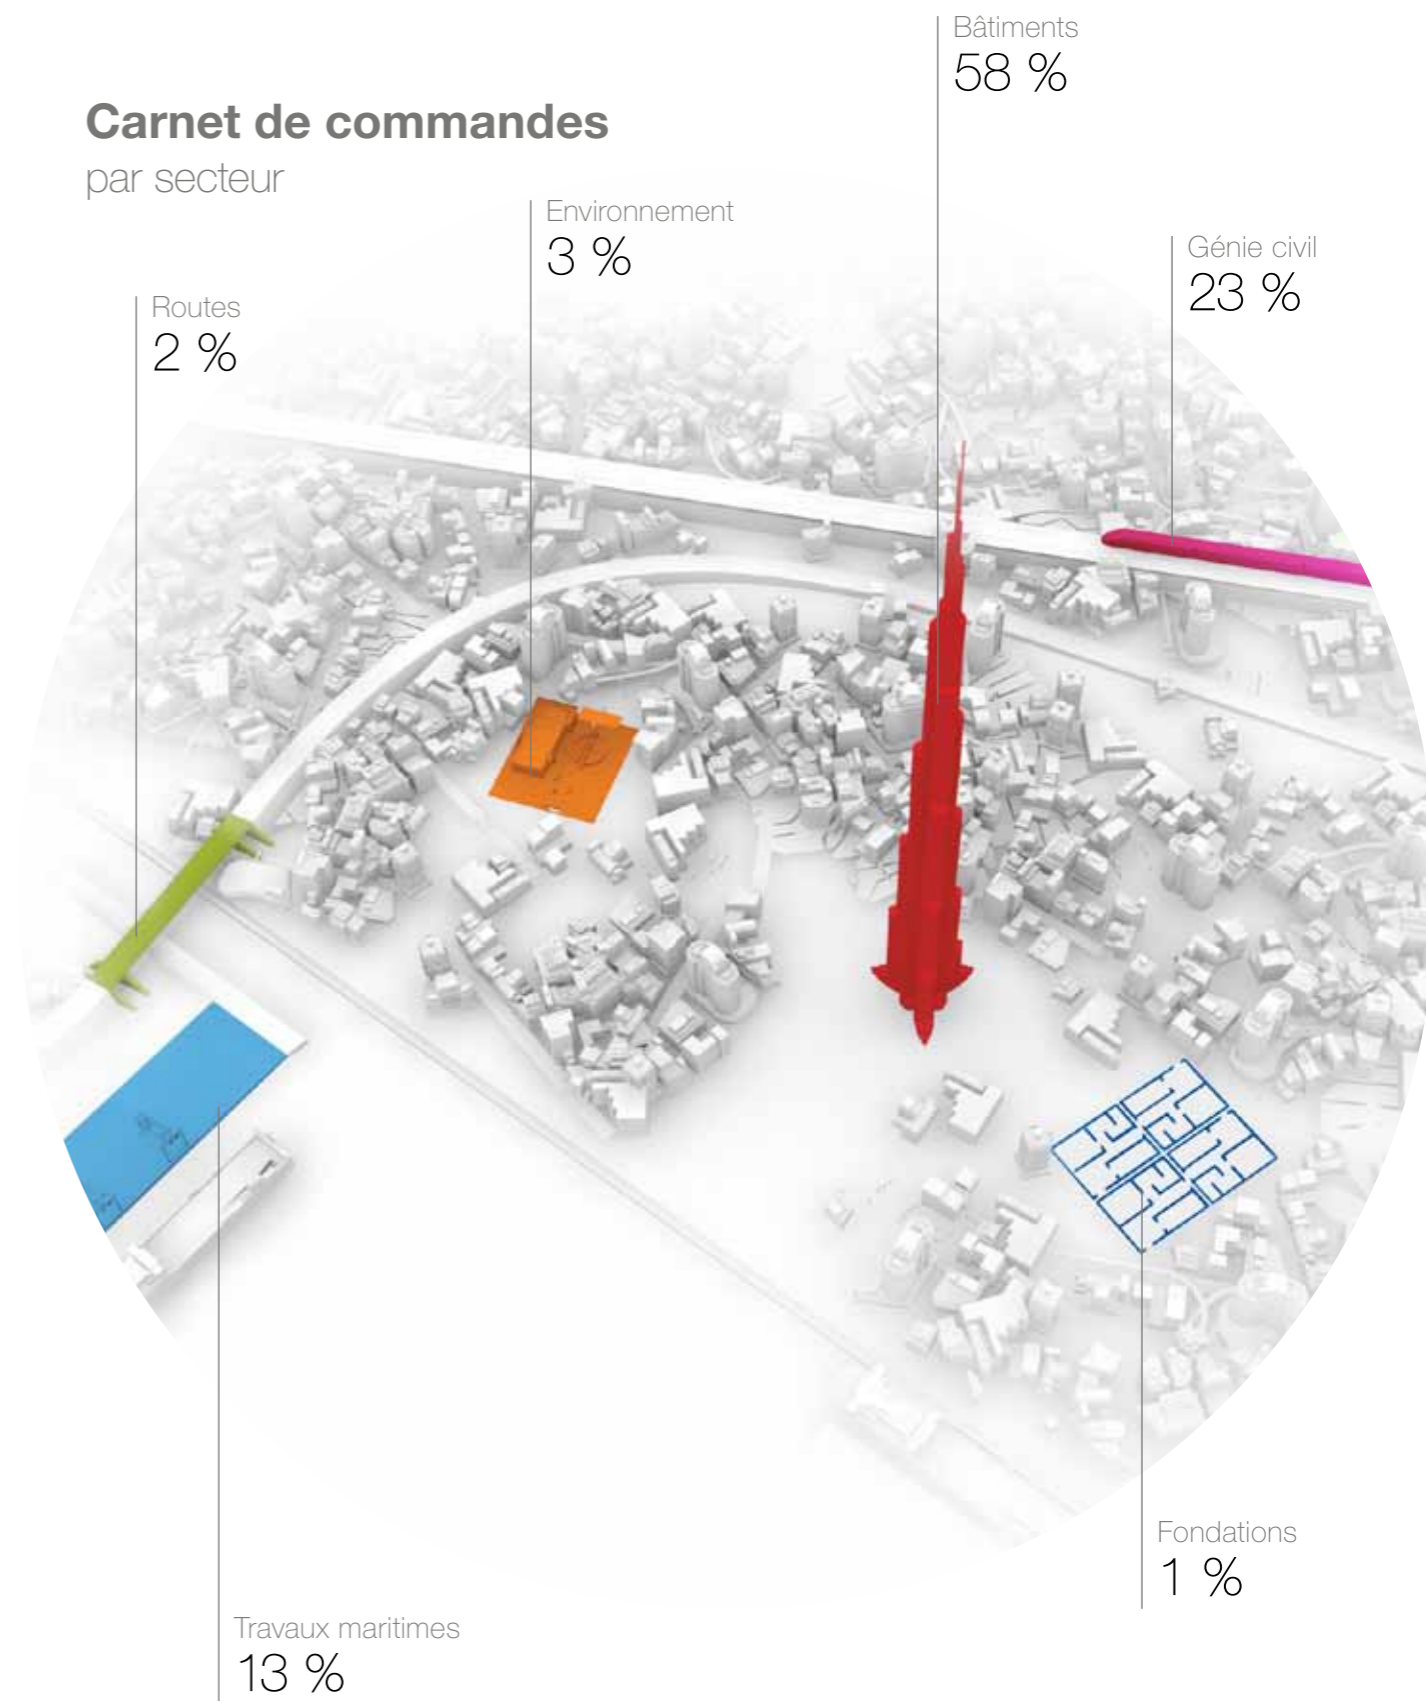 Carnet de commandes
par secteur
Bâtiments
58 %
Environnement
3 %
Génie civil
23 %
Routes
2 %
Fondations
1 %
Travaux maritimes
13 %